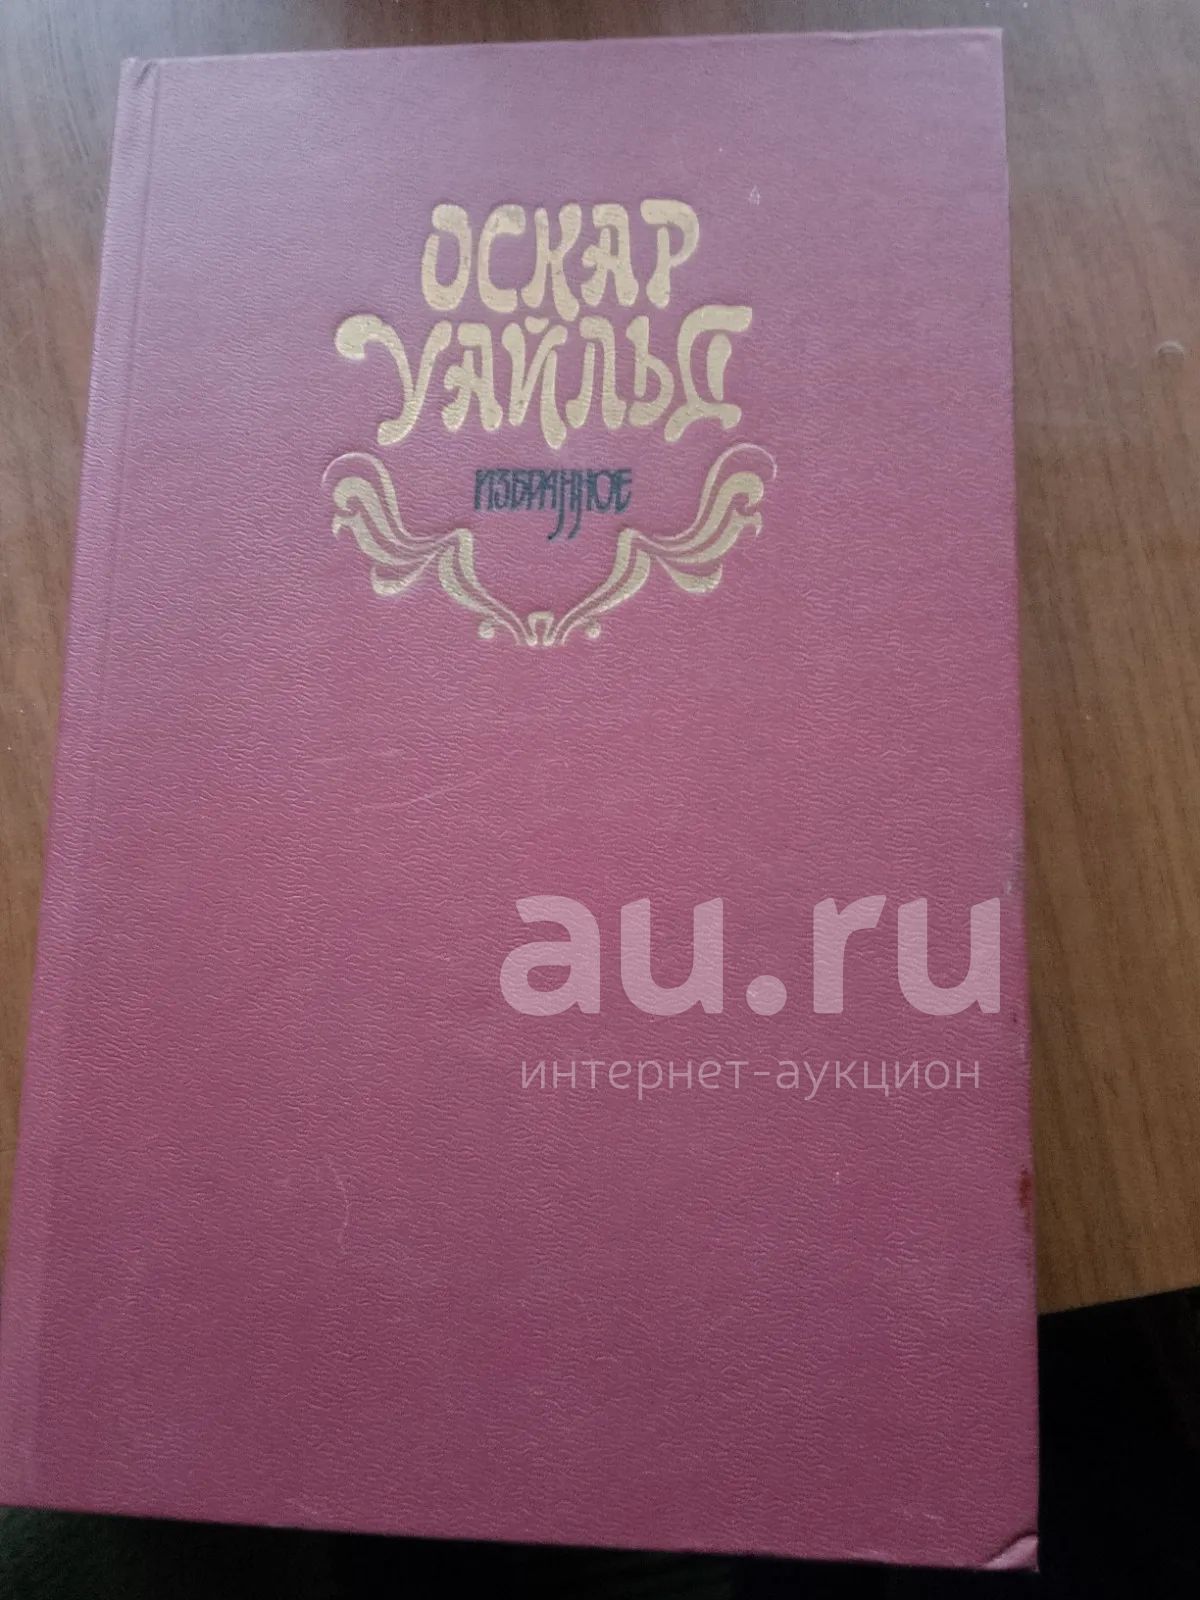 ОСКАР
УАЙЛЬД
ИЗБРАННОЕ
au.ru
интернет-аукцион